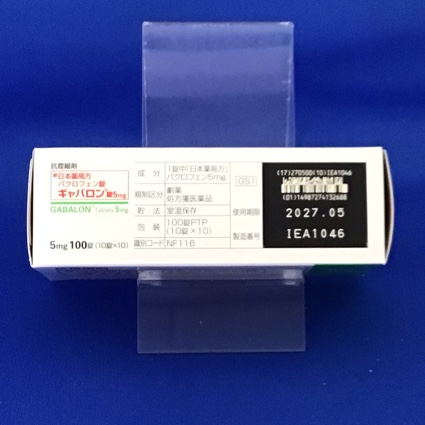 抗痙縮剤
日本薬局方
バクロフェン錠
ギャバロン®錠5mg
GABALON® Tablets 5mg
5mg 100錠 (10錠×10)
成分 1錠中「日本薬局方」
バクロフェン5mg
規制区分 劇薬
処方箋医薬品
貯法 室温保存
包装 100錠PTP
(10錠×10)
識別コード NF116
GS1
使用期限
製造番号
(17)270500(10)IEA1046
(01)14987274132688
2027.05
IEA1046